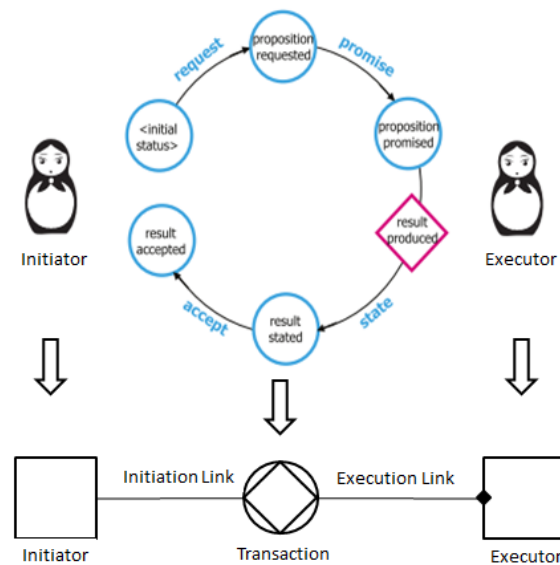 request
proposition
requested
promise
<initial
status>
proposition
promised
result
produced
result
accepted
Initiator
Executor
accept
result
stated
state
Initiation Link
Execution Link
Initiator
Transaction
Executor